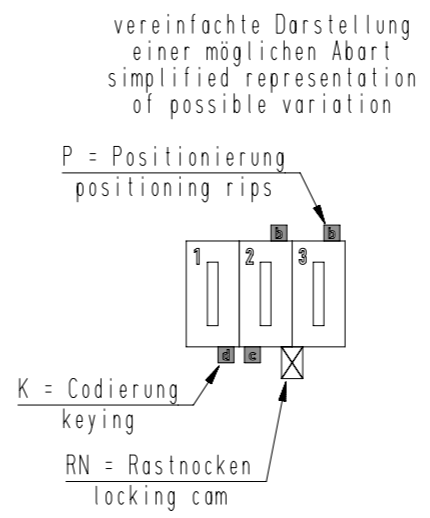 vereinfachte Darstellung
einer möglichen Abart
simplified representation
of possible variation
P = Positionierung
positioning rips
1 2 3
c
K = Codierung
keying
RN = Rastnocken
locking cam